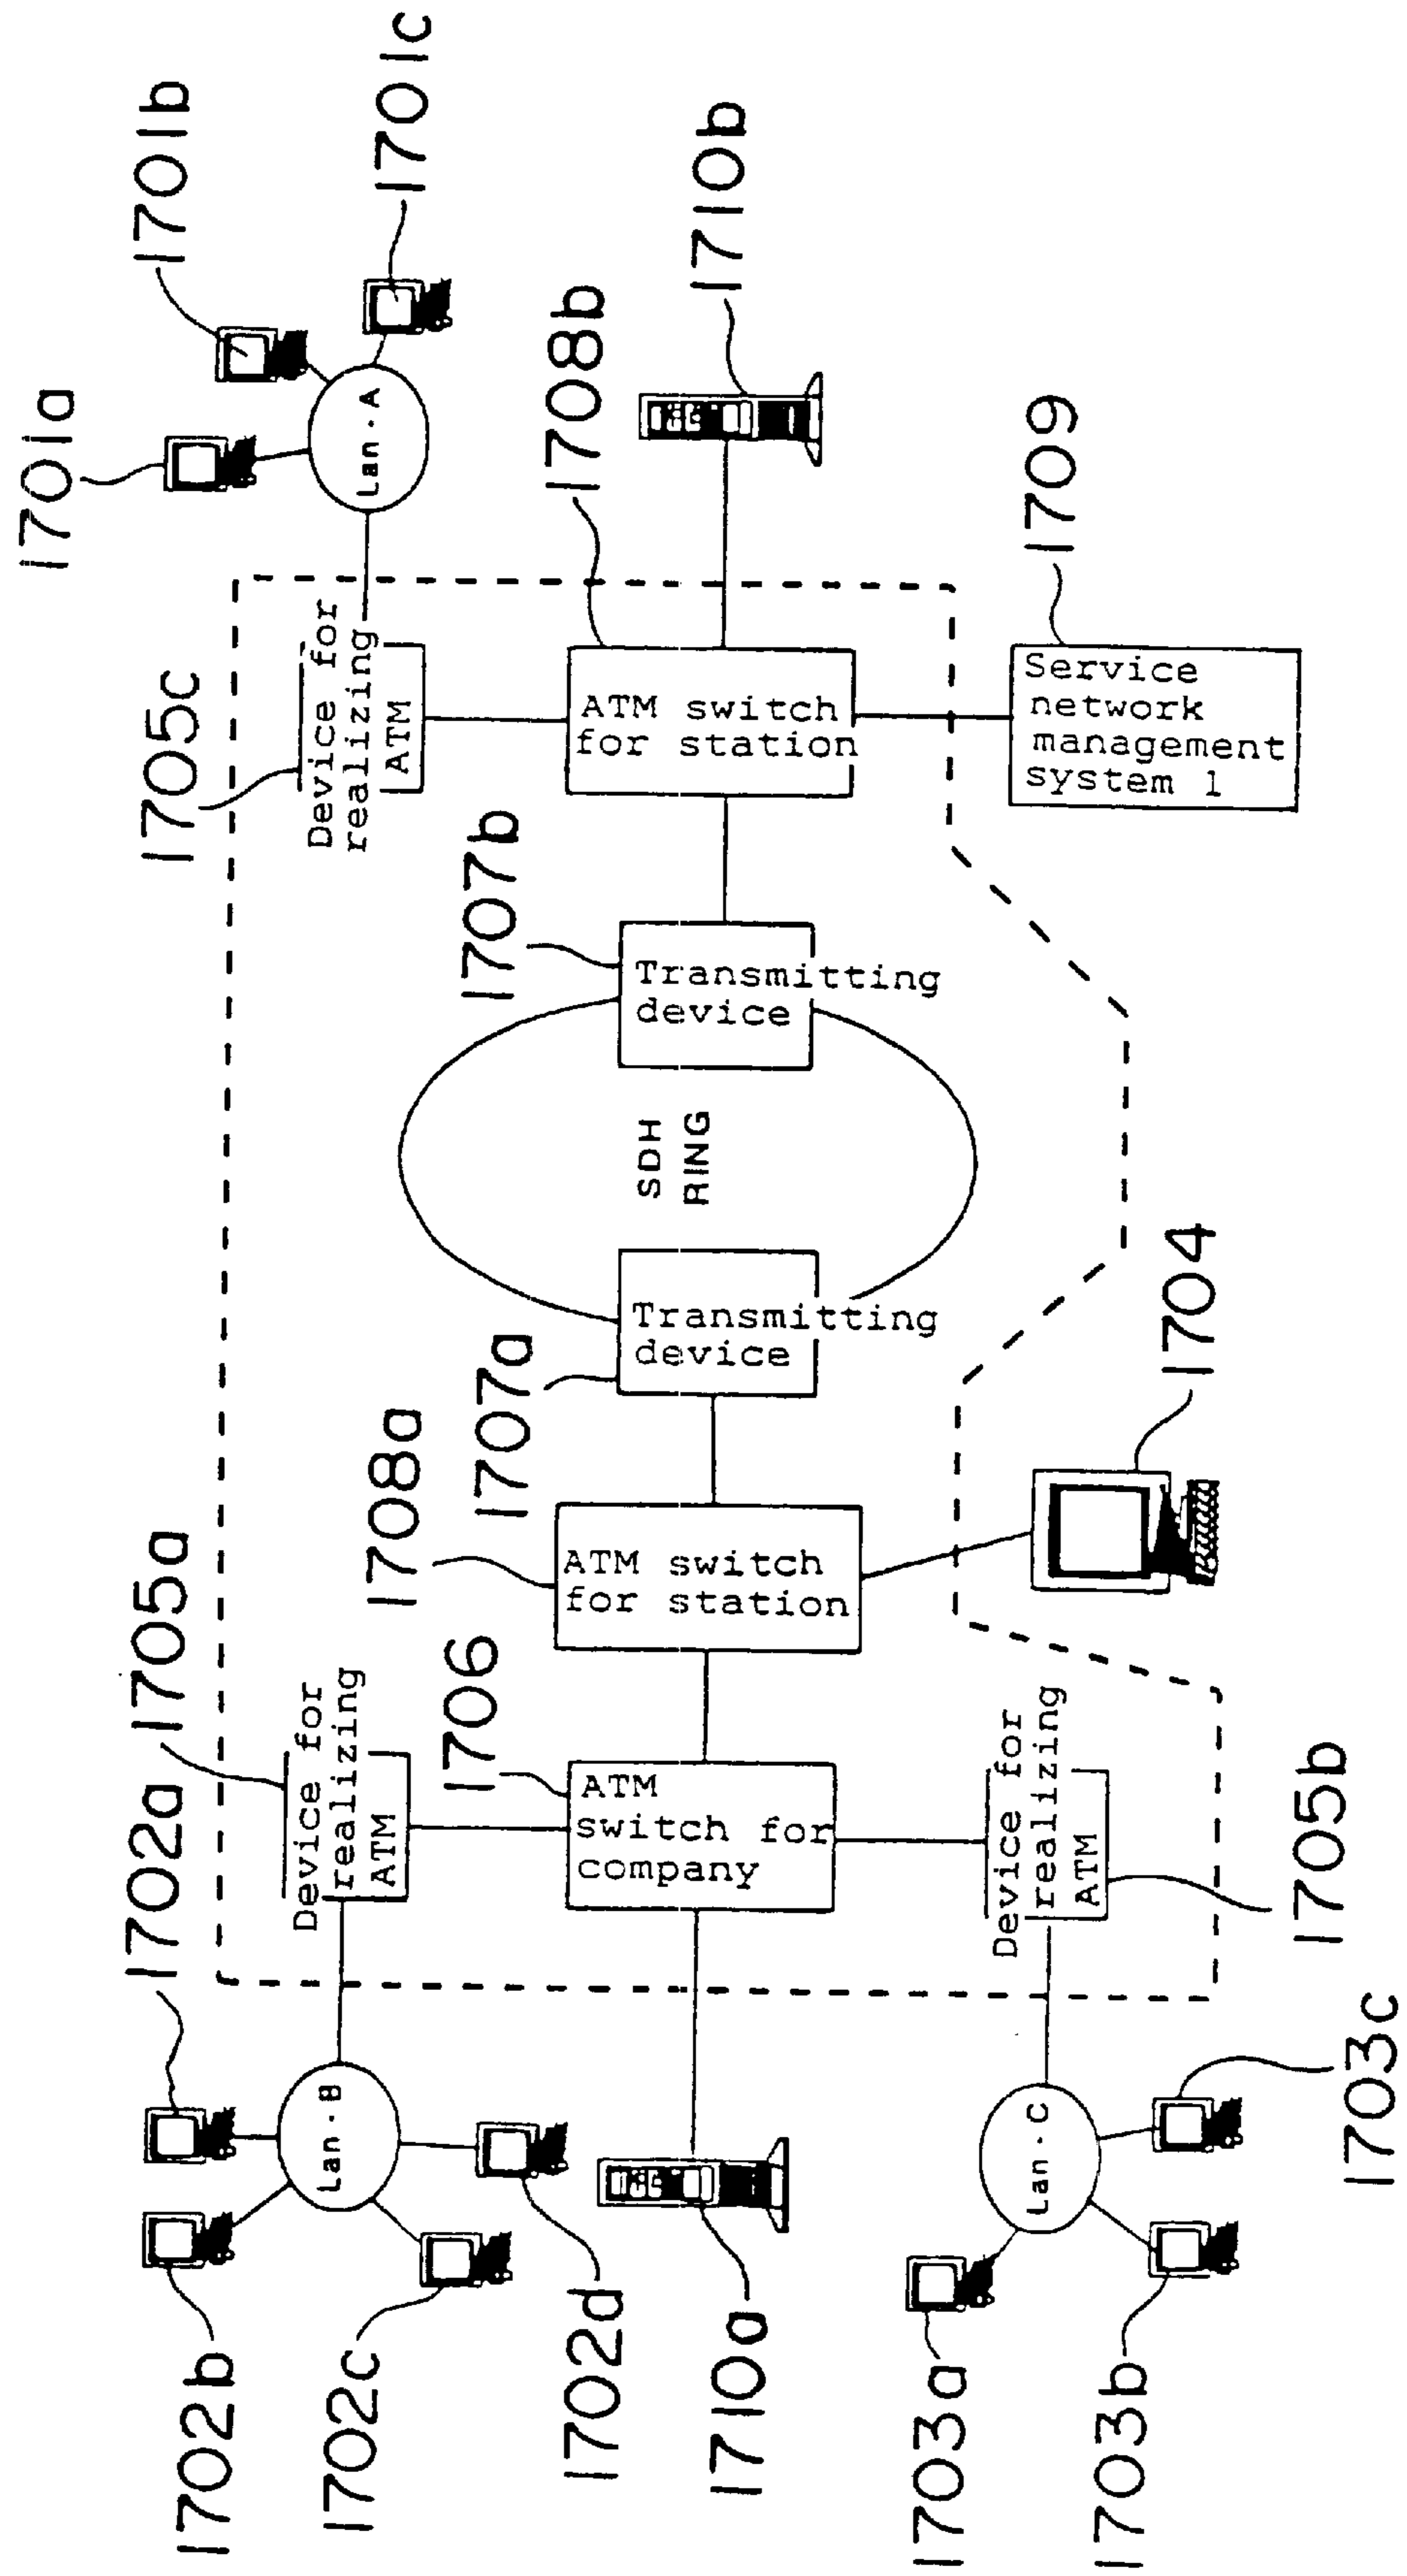 1702b
1702a
1705a
1702c
1702d
Lan·B
Device for
realizing
ATM
1706
1708a
1707a
1710a
ATM
switch for
company
ATM switch
for station
Transmitting
device
1703a
1703b
1703c
Lan·C
Device for
realizing
ATM
1705b
1704
SDH
RING
1707b
Transmitting
device
1705c
Device for
realizing
ATM
1708b
ATM switch
for station
1709
Service
network
management
system 1
1701a
1701b
1701c
Lan·A
1710b